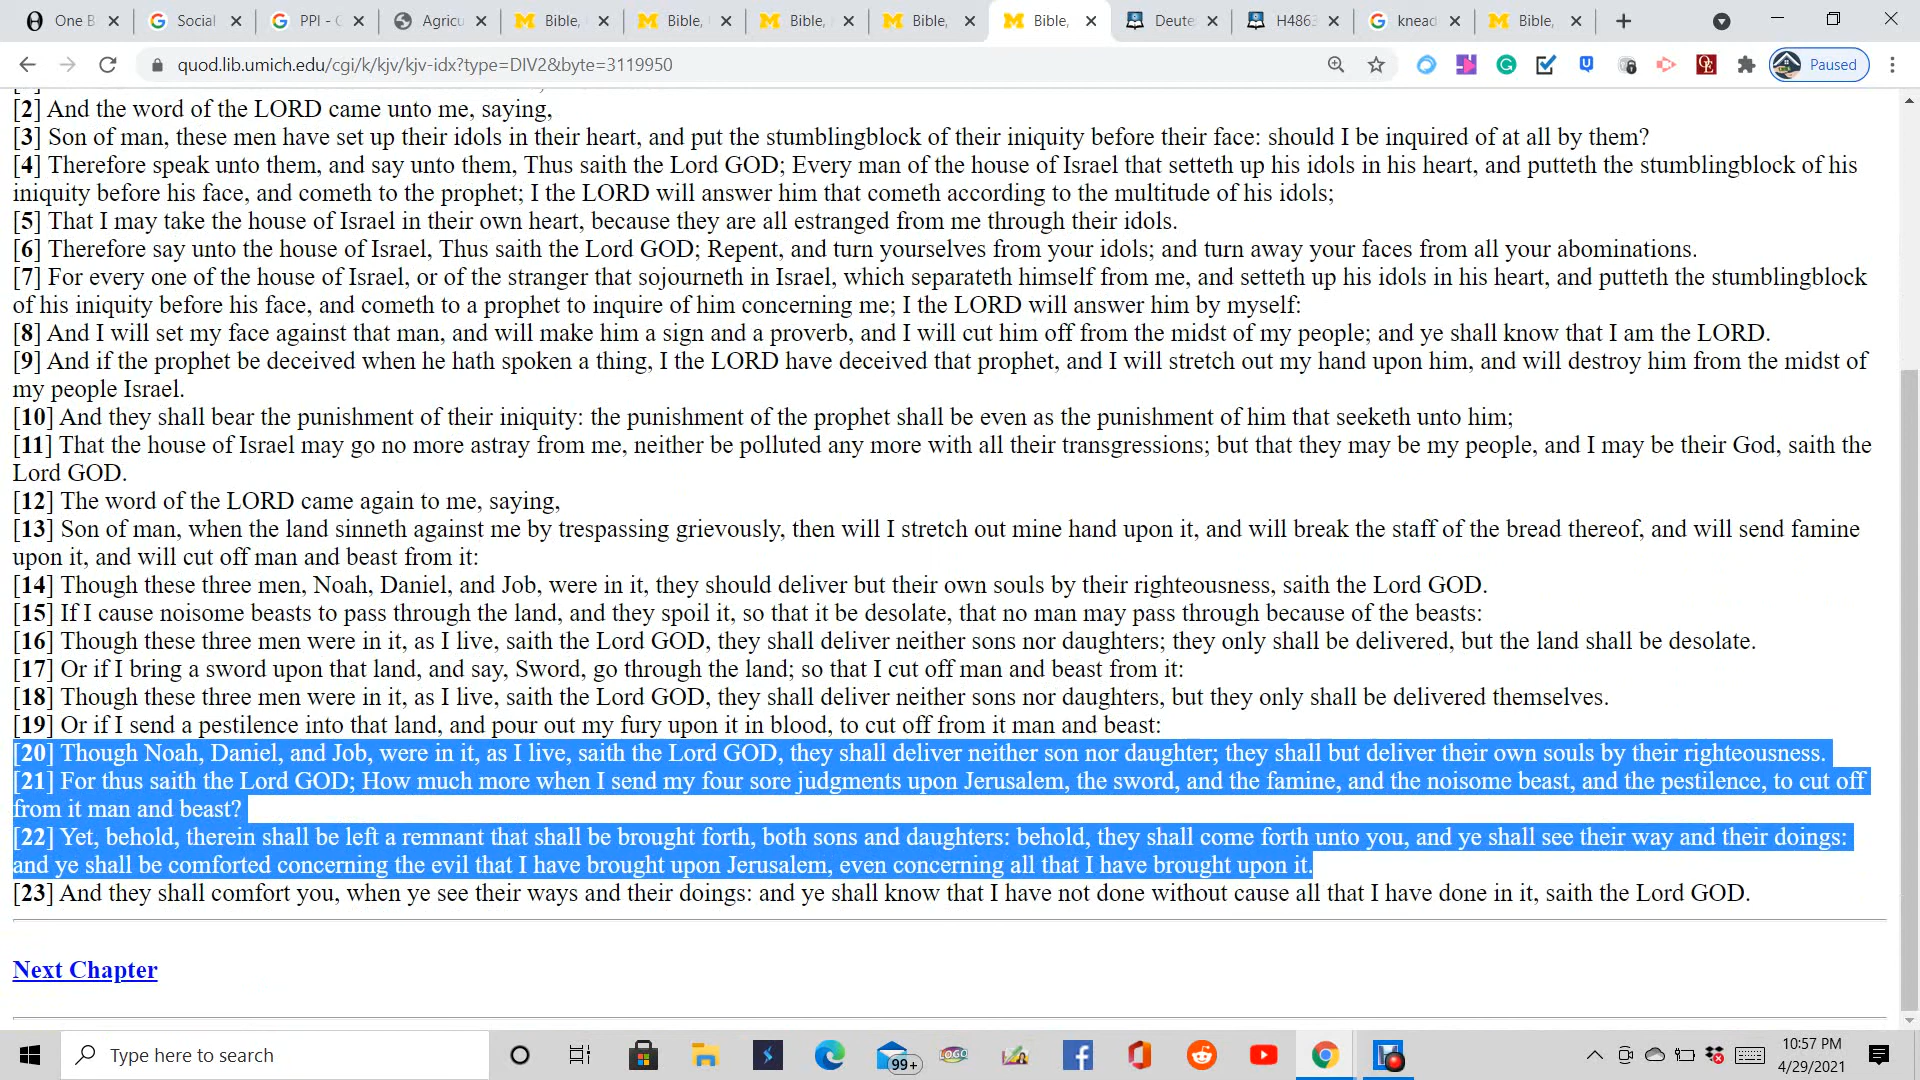 One B
Social
PPI - C
Agricu
Bible,
Bible,
Bible,
Bible,
Bible,
Deute
H4863
knead
Bible,
quod.lib.umich.edu/cgi/k/kjv/kjv-idx?type=DIV2&byte=3119950
Paused
[2] And the word of the LORD came unto me, saying,
[3] Son of man, these men have set up their idols in their heart, and put the stumblingblock of their iniquity before their face: should I be inquired of at all by them?
[4] Therefore speak unto them, and say unto them, Thus saith the Lord GOD; Every man of the house of Israel that setteth up his idols in his heart, and putteth the stumblingblock of his
iniquity before his face, and cometh to the prophet; I the LORD will answer him that cometh according to the multitude of his idols;
[5] That I may take the house of Israel in their own heart, because they are all estranged from me through their idols.
[6] Therefore say unto the house of Israel, Thus saith the Lord GOD; Repent, and turn yourselves from your idols; and turn away your faces from all your abominations.
[7] For every one of the house of Israel, or of the stranger that sojourneth in Israel, which separateth himself from me, and setteth up his idols in his heart, and putteth the stumblingblock
of his iniquity before his face, and cometh to a prophet to inquire of him concerning me; I the LORD will answer him by myself:
[8] And I will set my face against that man, and will make him a sign and a proverb, and I will cut him off from the midst of my people; and ye shall know that I am the LORD.
[9] And if the prophet be deceived when he hath spoken a thing, I the LORD have deceived that prophet, and I will stretch out my hand upon him, and will destroy him from the midst of
my people Israel.
[10] And they shall bear the punishment of their iniquity: the punishment of the prophet shall be even as the punishment of him that seeketh unto him;
[11] That the house of Israel may go no more astray from me, neither be polluted any more with all their transgressions; but that they may be my people, and I may be their God, saith the
Lord GOD.
[12] The word of the LORD came again to me, saying,
[13] Son of man, when the land sinneth against me by trespassing grievously, then will I stretch out mine hand upon it, and will break the staff of the bread thereof, and will send famine
upon it, and will cut off man and beast from it:
[14] Though these three men, Noah, Daniel, and Job, were in it, they should deliver but their own souls by their righteousness, saith the Lord GOD.
[15] If I cause noisome beasts to pass through the land, and they spoil it, so that it be desolate, that no man may pass through because of the beasts:
[16] Though these three men were in it, as I live, saith the Lord GOD, they shall deliver neither sons nor daughters; they only shall be delivered, but the land shall be desolate.
[17] Or if I bring a sword upon that land, and say, Sword, go through the land; so that I cut off man and beast from it:
[18] Though these three men were in it, as I live, saith the Lord GOD, they shall deliver neither sons nor daughters, but they only shall be delivered themselves.
[19] Or if I send a pestilence into that land, and pour out my fury upon it in blood, to cut off from it man and beast:
[20] Though Noah, Daniel, and Job, were in it, as I live, saith the Lord GOD, they shall deliver neither son nor daughter; they shall but deliver their own souls by their righteousness.
[21] For thus saith the Lord GOD; How much more when I send my four sore judgments upon Jerusalem, the sword, and the famine, and the noisome beast, and the pestilence, to cut off
from it man and beast?
[22] Yet, behold, therein shall be left a remnant that shall be brought forth, both sons and daughters: behold, they shall come forth unto you, and ye shall see their way and their doings:
and ye shall be comforted concerning the evil that I have brought upon Jerusalem, even concerning all that I have brought upon it.
[23] And they shall comfort you, when ye see their ways and their doings: and ye shall know that I have not done without cause all that I have done in it, saith the Lord GOD.
Next Chapter
Type here to search
99+
LOGO
10:57 PM
4/29/2021